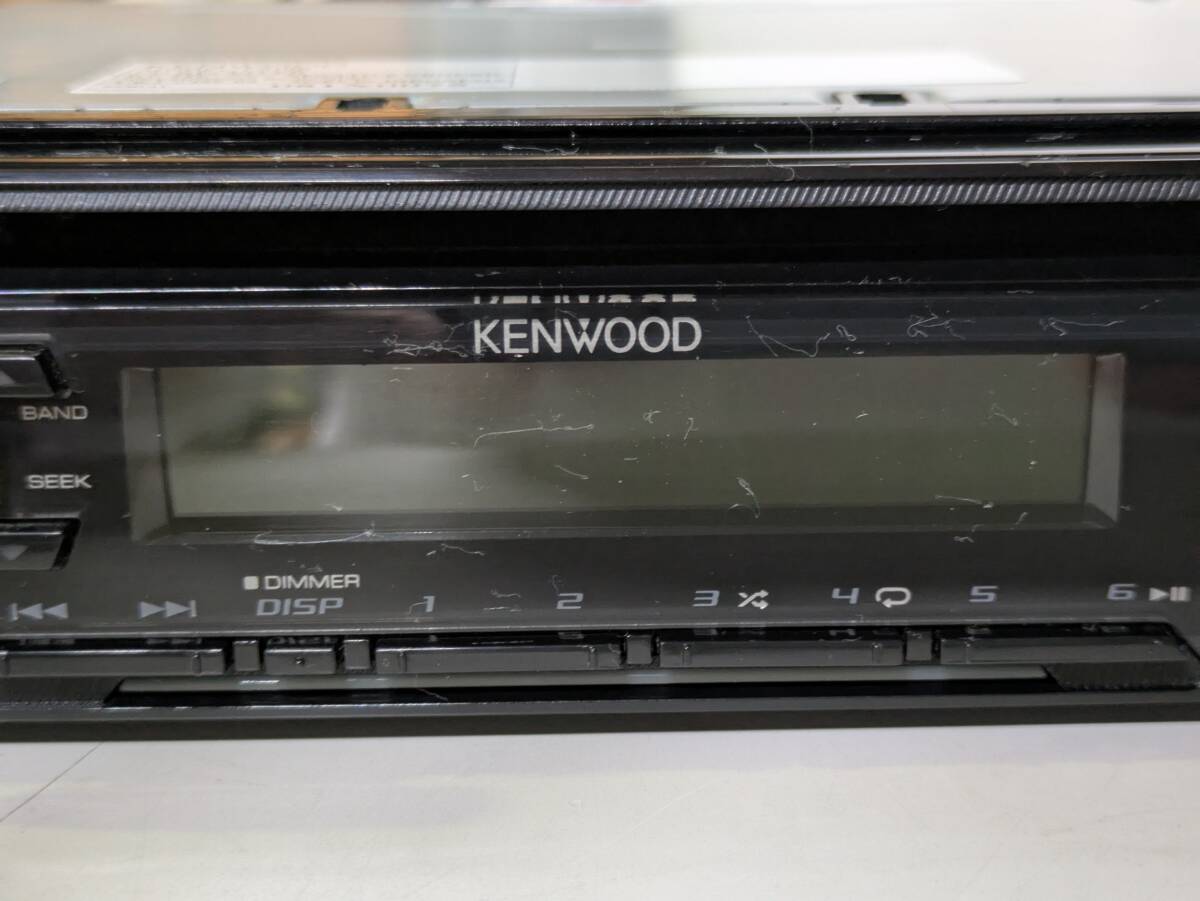 KENWOOD
BAND
SEEK
DIMMER
DISP 1 2 3 4 5 6